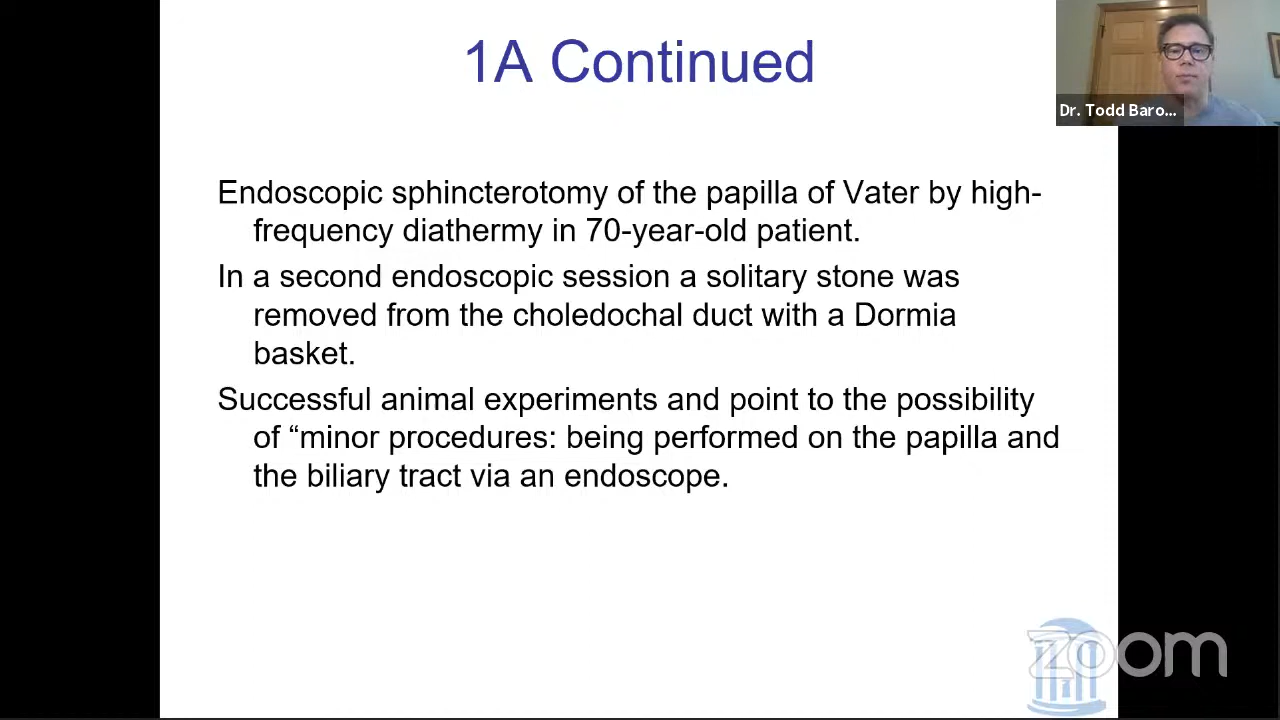 1A Continued
Dr. Todd Baro...
Endoscopic sphincterotomy of the papilla of Vater by high-
frequency diathermy in 70-year-old patient.
In a second endoscopic session a solitary stone was
removed from the choledochal duct with a Dormia
basket.
Successful animal experiments and point to the possibility
of “minor procedures: being performed on the papilla and
the biliary tract via an endoscope.
zoom